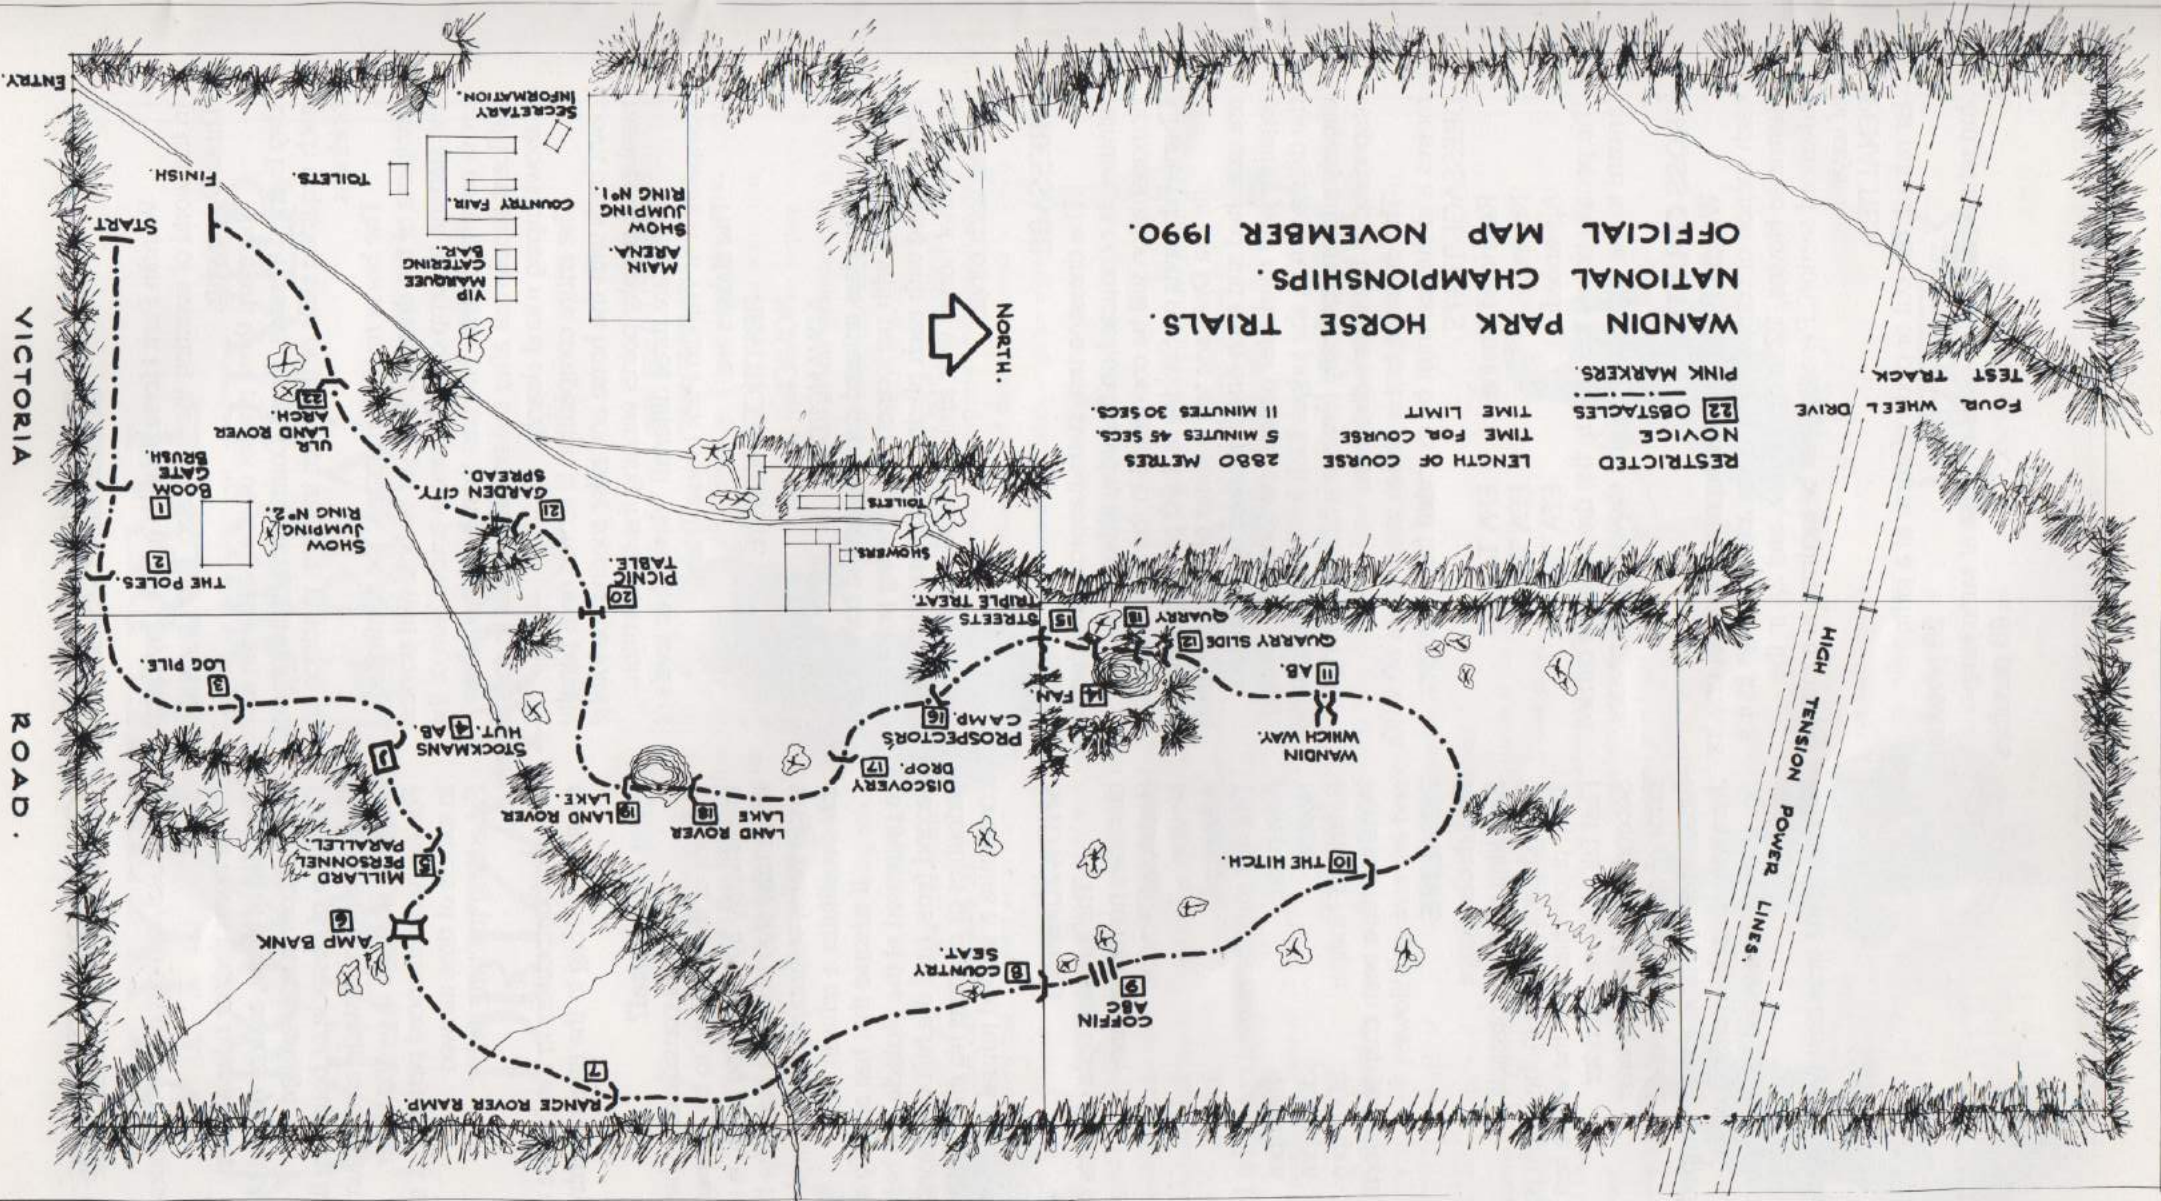 WANDIN PARK HORSE TRIALS.
NATIONAL CHAMPIONSHIPS.
OFFICIAL MAP NOVEMBER 1990.
RESTRICTED
NOVICE
22 OBSTACLES
PINK MARKERS.
LENGTH OF COURSE 2880 METRES
TIME FOR COURSE 5 MINUTES 45 SECS.
TIME LIMIT 11 MINUTES 30 SECS.
NORTH.
FOUR WHEEL DRIVE
TEST TRACK
HIGH TENSION POWER LINES.
VICTORIA ROAD.
ENTRY.
START.
FINISH.
1
BOOM
GATE
BRUSH.
2
THE POLES.
3
LOG PILE.
STOCKMANS
HUT. 4 AB.
5
MILLARD
PERSONNEL
PARALLEL.
6
AMP BANK
7
RANGE ROVER RAMP.
8 COUNTRY
SEAT.
COFFIN
ABC
9
10 THE HITCH.
WANDIN
WHICH WAY.
11 AB.
QUARRY SLIDE 12
QUARRY 13
14 FAN.
15 STREETS
TRIPLE TREAT.
PROSPECTOR'S
CAMP. 16
DISCOVERY
DROP. 17
18
LAND ROVER
LAKE
19 LAND ROVER
LAKE.
20
PICNIC
TABLE.
21
GARDEN CITY
SPREAD.
ULR
LAND ROVER
ARCH.
22
SHOW
JUMPING
RING Nº2.
MAIN
ARENA.
SHOW
JUMPING
RING Nº1.
VIP
MARQUEE
CATERING
BAR.
COUNTRY FAIR.
TOILETS.
SECRETARY
INFORMATION.
TOILETS
SHOWERS.